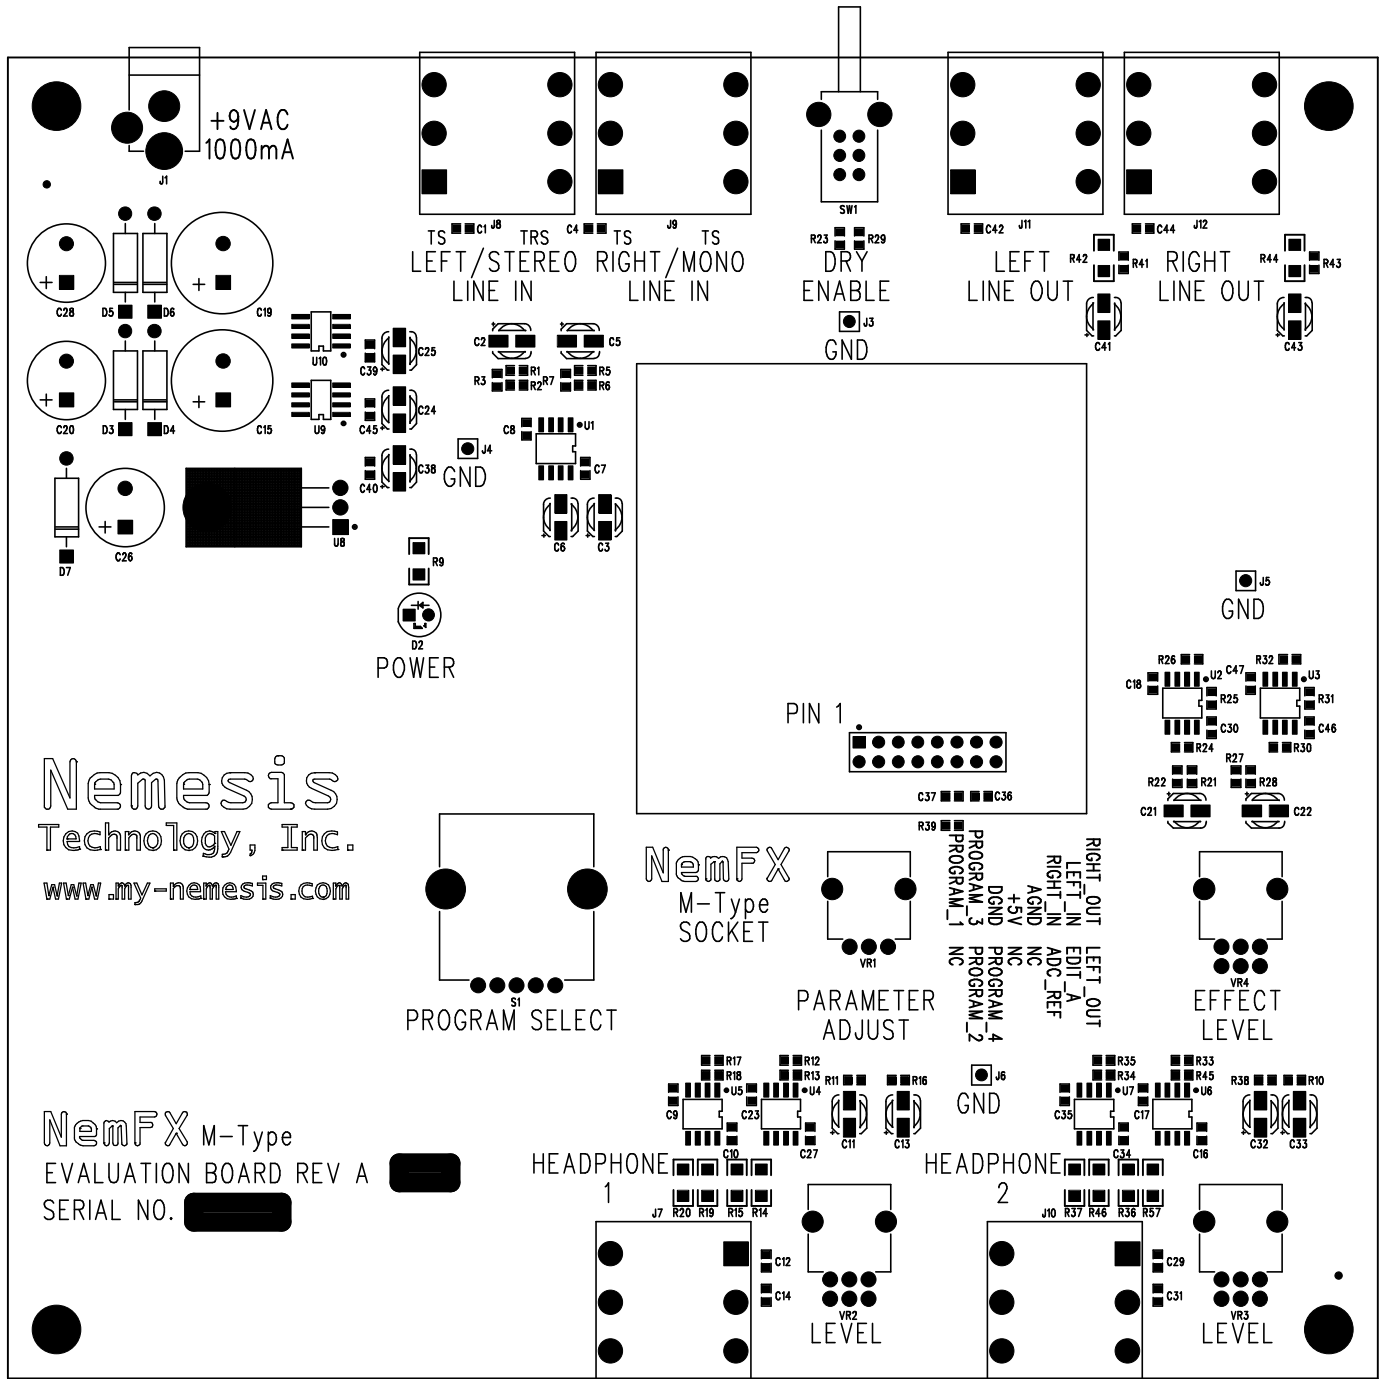 +9VAC
1000mA
J1
J8
J9
SW1
J11
J12
C1
C4
C42
C44
TS TRS
LEFT/STEREO
LINE IN
TS TS
RIGHT/MONO
LINE IN
R23
R29
DRY
ENABLE
LEFT
LINE OUT
R42
R41
RIGHT
LINE OUT
R44
R43
C28
D5
D6
C19
U10
C39
C25
C2
C5
J3
GND
C41
C43
R3
R1
R2
R7
R5
R6
C20
D3
D4
C15
U9
C45
C24
C8
U1
C7
J4
GND
C40
C38
D7
C26
U8
C6
C3
R9
D2
POWER
J5
GND
R26
C47
R32
C18
U2
R25
C30
R24
U3
R31
C46
R30
PIN 1
R22
R21
R27
R28
C21
C22
C37
C36
R39
Nemesis
Technology, Inc.
www.my-nemesis.com
NemFX
M-Type
SOCKET
RIGHT_OUT LEFT_OUT
LEFT_IN EDIT_A
RIGHT_IN ADC_REF
AGND NC
+5V NC
DGND PROGRAM_4
PROGRAM_3 PROGRAM_2
PROGRAM_1 NC
S1
PROGRAM SELECT
VR1
PARAMETER
ADJUST
VR4
EFFECT
LEVEL
J6
GND
R17
R18
R12
R13
R11
R16
C9
U5
C23
U4
C10
C27
C11
C13
R35
R34
R33
R45
R38
R10
C35
U7
C17
U6
C34
C16
C32
C33
NemFX M-Type
EVALUATION BOARD REV A
SERIAL NO.
HEADPHONE
1
R20
R19
R15
R14
J7
C12
C14
VR2
LEVEL
HEADPHONE
2
R37
R46
R36
R57
J10
C29
C31
VR3
LEVEL